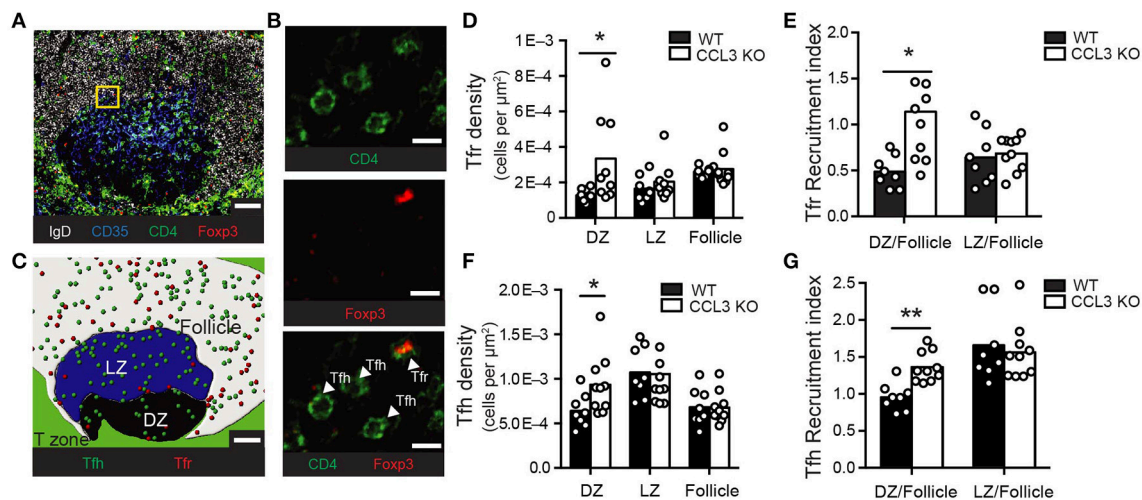 A
IgD CD35 CD4 Foxp3
B
CD4
Foxp3
Tfh
Tfh
Tfr
Tfh
CD4 Foxp3
C
Follicle
LZ
DZ
T zone
Tfh Tfr
D
Tfr density
(cells per µm²)
1E–3
8E-4
6E-4
4E-4
2E-4
0
*
WT
CCL3 KO
DZ LZ Follicle
E
Tfr Recruitment index
2.0
1.5
1.0
0.5
0.0
*
WT
CCL3 KO
DZ/Follicle LZ/Follicle
F
Tfh density
(cells per µm²)
2.0E-3
1.5E-3
1.0E-3
5.0E-4
0.0
*
WT
CCL3 KO
DZ LZ Follicle
G
Tfh Recruitment index
2.5
2.0
1.5
1.0
0.5
0.0
**
WT
CCL3 KO
DZ/Follicle LZ/Follicle